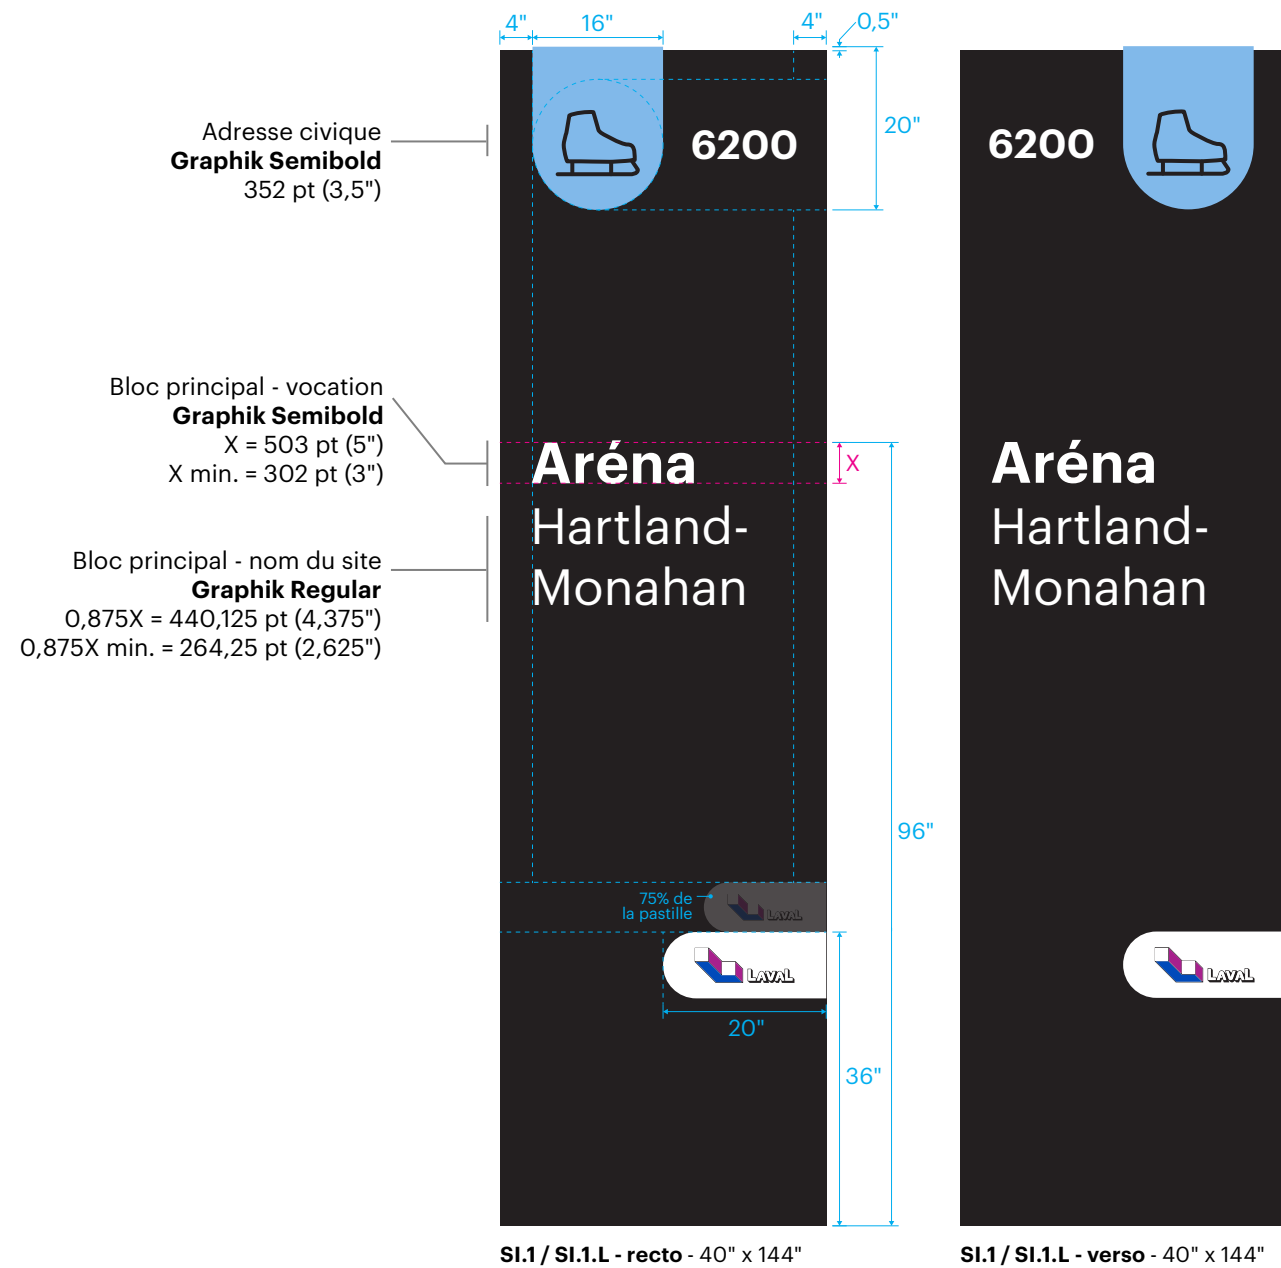 4"
16"
4"
0,5"
Adresse civique
Graphik Semibold
352 pt (3,5")
6200
20"
6200
Bloc principal - vocation
Graphik Semibold
X = 503 pt (5")
X min. = 302 pt (3")
Aréna
X
Aréna
Bloc principal - nom du site
Graphik Regular
0,875X = 440,125 pt (4,375")
0,875X min. = 264,25 pt (2,625")
Hartland-
Monahan
Hartland-
Monahan
96"
75% de
la pastille
LAVAL
LAVAL
LAVAL
20"
36"
SI.1 / SI.1.L - recto - 40" x 144"
SI.1 / SI.1.L - verso - 40" x 144"